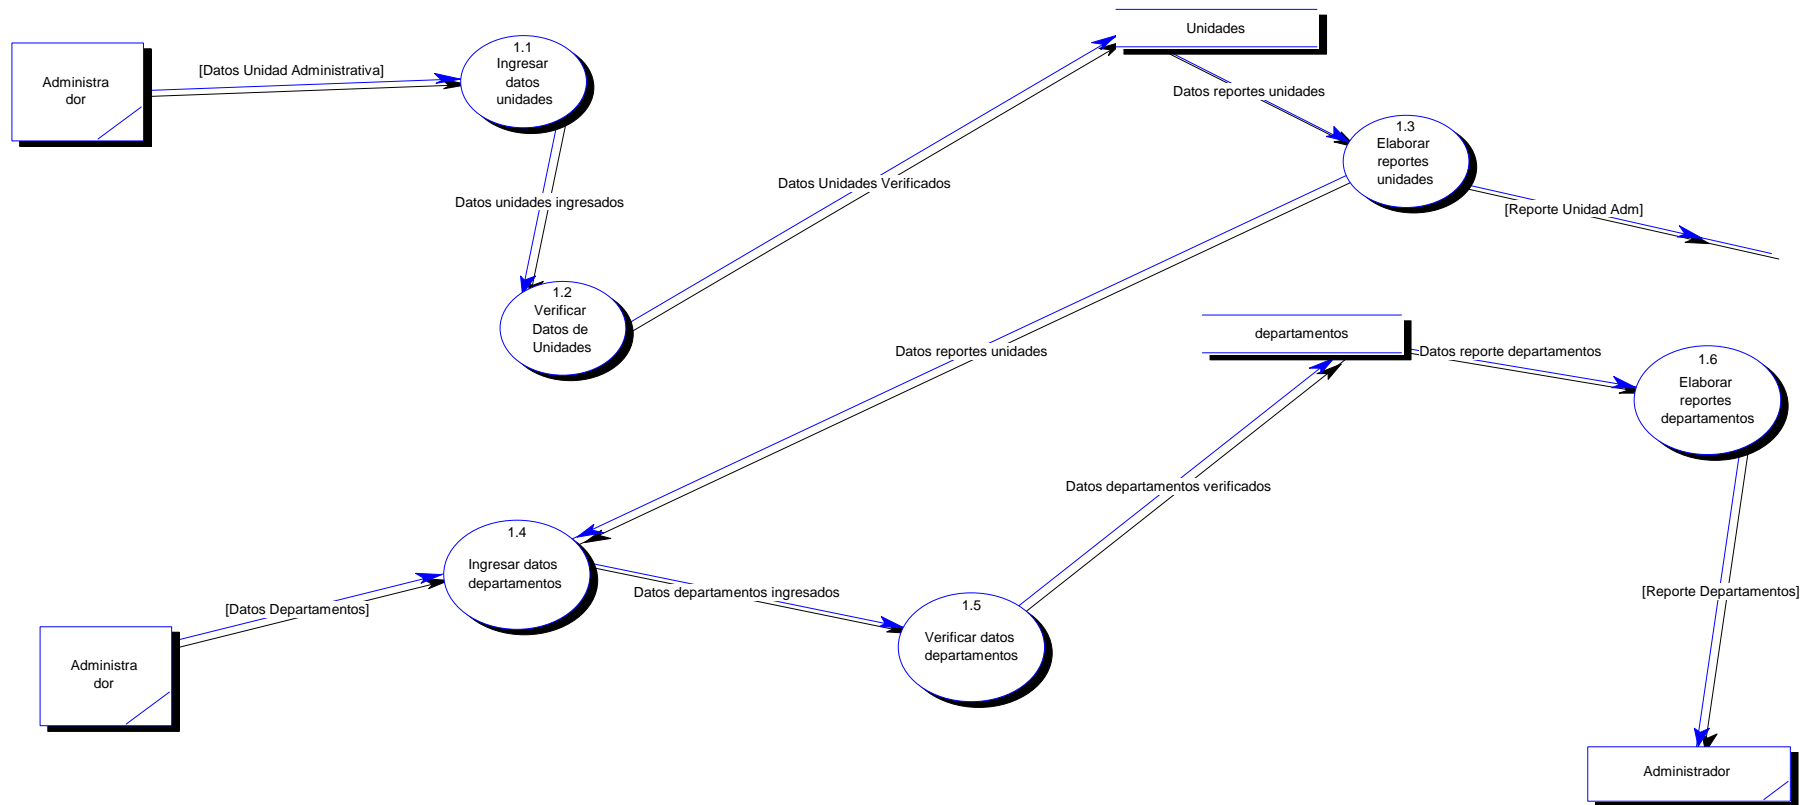 Administra
dor
[Datos Unidad Administrativa]
1.1
Ingresar
datos
unidades
Datos unidades ingresados
1.2
Verificar
Datos de
Unidades
Datos Unidades Verificados
Unidades
Datos reportes unidades
1.3
Elaborar
reportes
unidades
[Reporte Unidad Adm]
Datos reportes unidades
departamentos
Datos reporte departamentos
1.6
Elaborar
reportes
departamentos
Datos departamentos verificados
1.4
Ingresar datos
departamentos
[Datos Departamentos]
Administra
dor
Datos departamentos ingresados
1.5
Verificar datos
departamentos
[Reporte Departamentos]
Administrador